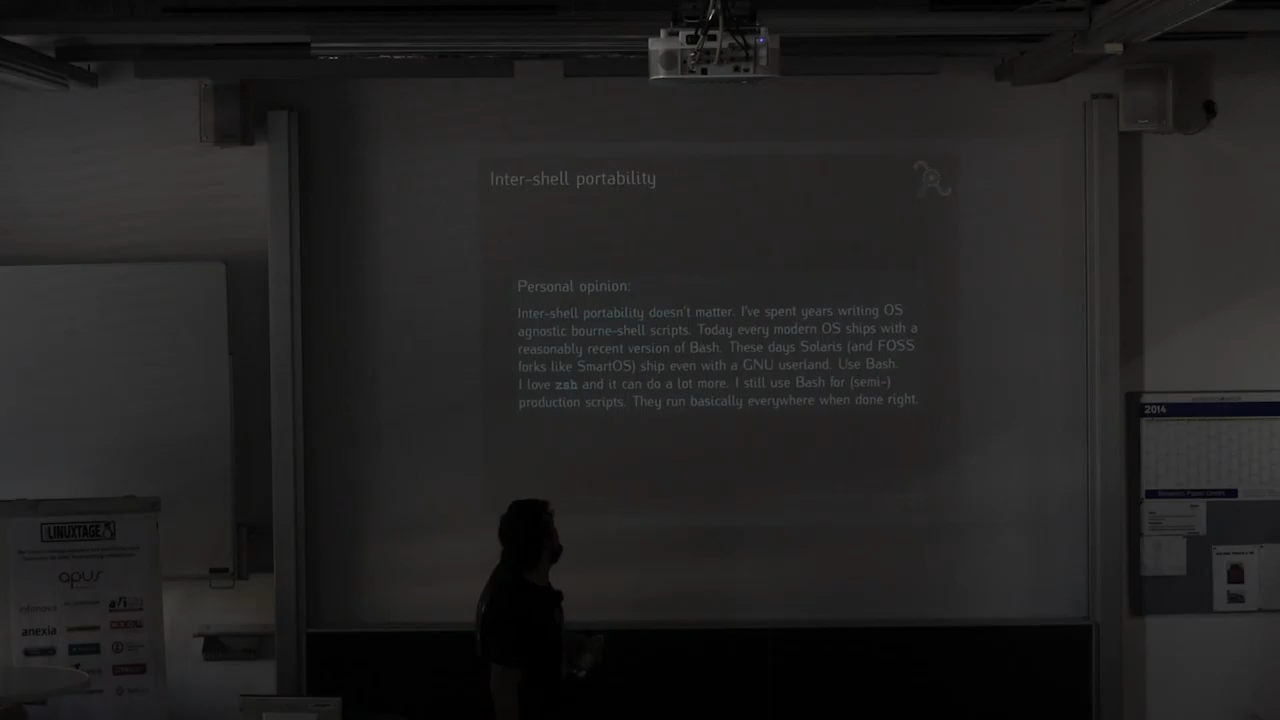 Inter-shell portability
Personal opinion:
Inter-shell portability doesn't matter. I've spent years writing OS
agnostic bourne-shell scripts. Today every modern OS ships with a
reasonably recent version of Bash. These days Solaris (and FOSS
forks like SmartOS) ship even with a GNU userland. Use Bash.
I love zsh and it can do a lot more. I still use Bash for (semi-)
production scripts. They run basically everywhere when done right.
2014
LINUXTAGE
apus
infonova
anexia